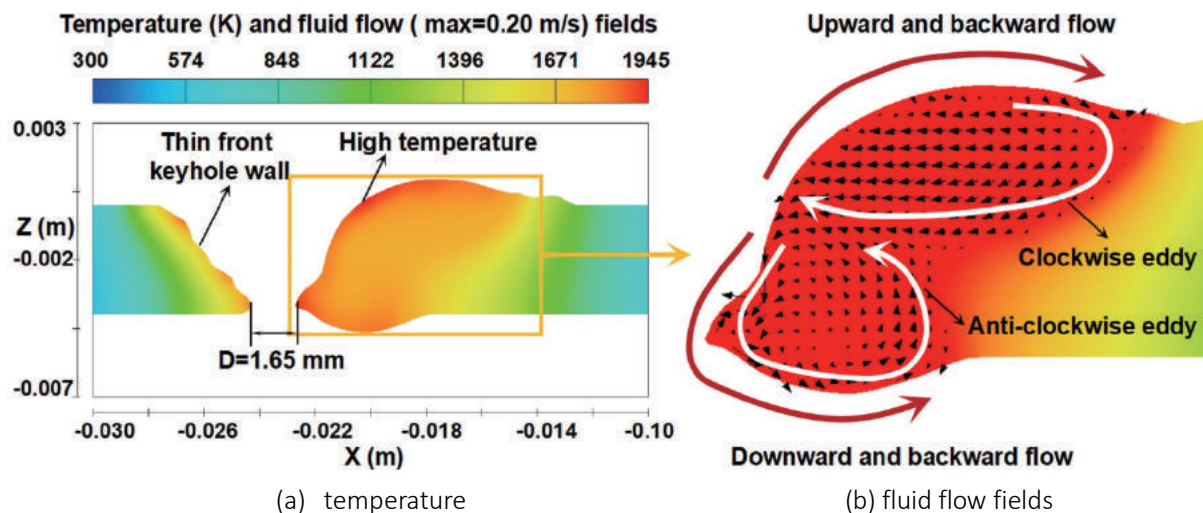 Temperature (K) and fluid flow ( max=0.20 m/s) fields
300 574 848 1122 1396 1671 1945
0.003
Thin front
keyhole wall
High temperature
Z (m)
-0.002
D=1.65 mm
-0.007
-0.030 -0.026 -0.022 -0.018 -0.014 -0.10
X (m)
(a) temperature
Upward and backward flow
Clockwise eddy
Anti-clockwise eddy
Downward and backward flow
(b) fluid flow fields